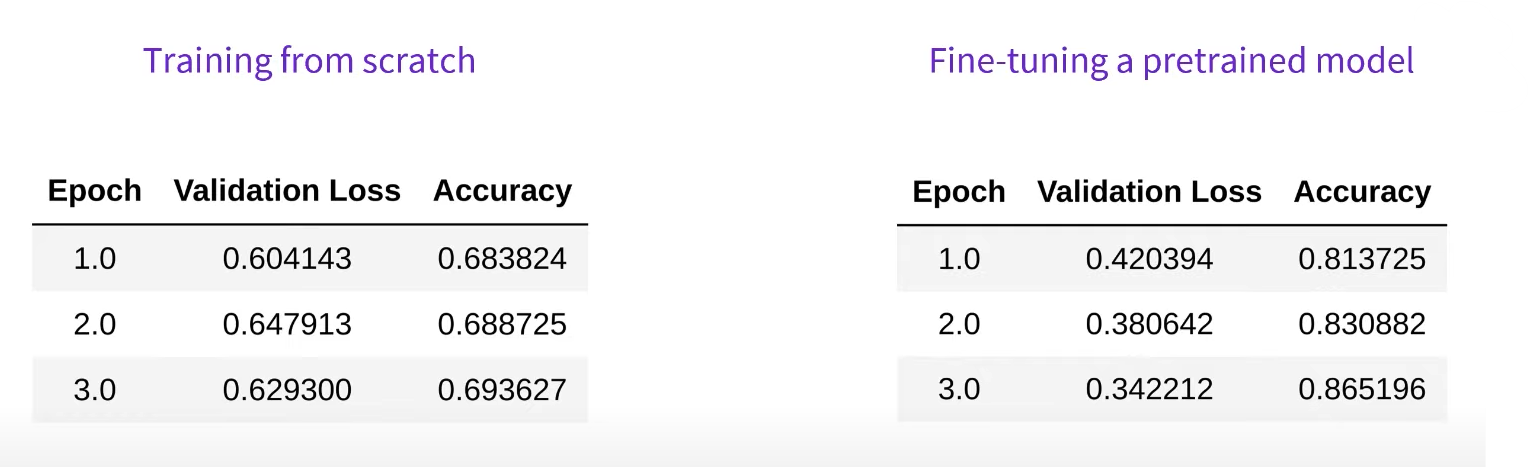 Training from scratch
Epoch Validation Loss Accuracy
1.0 0.604143 0.683824
2.0 0.647913 0.688725
3.0 0.629300 0.693627
Fine-tuning a pretrained model
Epoch Validation Loss Accuracy
1.0 0.420394 0.813725
2.0 0.380642 0.830882
3.0 0.342212 0.865196